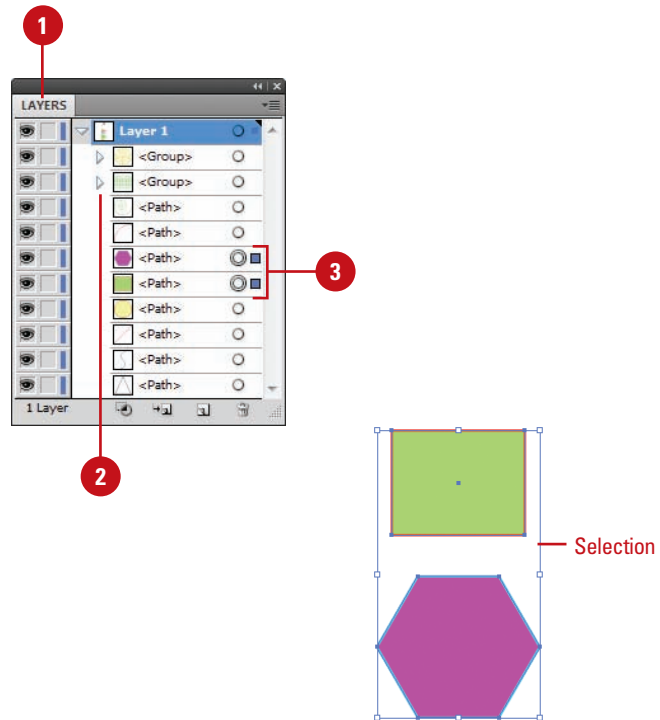 1
LAYERS
Layer 1
<Group>
<Group>
<Path>
<Path>
<Path>
<Path>
<Path>
<Path>
<Path>
<Path>
1 Layer
3
2
Selection